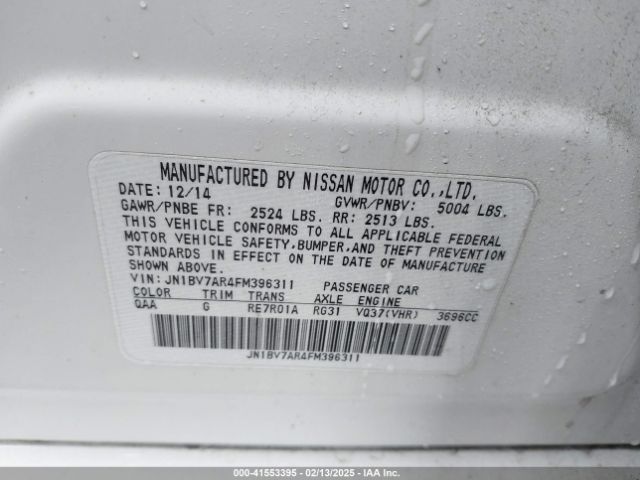 MANUFACTURED BY NISSAN MOTOR CO.,LTD.
DATE: 12/14 GVWR/PNBV: 5004 LBS.
GAWR/PNBE FR: 2524 LBS. RR: 2513 LBS.
THIS VEHICLE CONFORMS TO ALL APPLICABLE FEDERAL
MOTOR VEHICLE SAFETY,BUMPER,AND THEFT PREVENTION
STANDARDS IN EFFECT ON THE DATE OF MANUFACTURE
SHOWN ABOVE.
VIN: JN1BV7AR4FM396311 PASSENGER CAR
COLOR TRIM TRANS AXLE ENGINE
QAA G RE7R01A RG31 VQ37(VHR) 3696CC
JN1BV7AR4FM396311
000-41553395 - 02/13/2025 - IAA Inc.